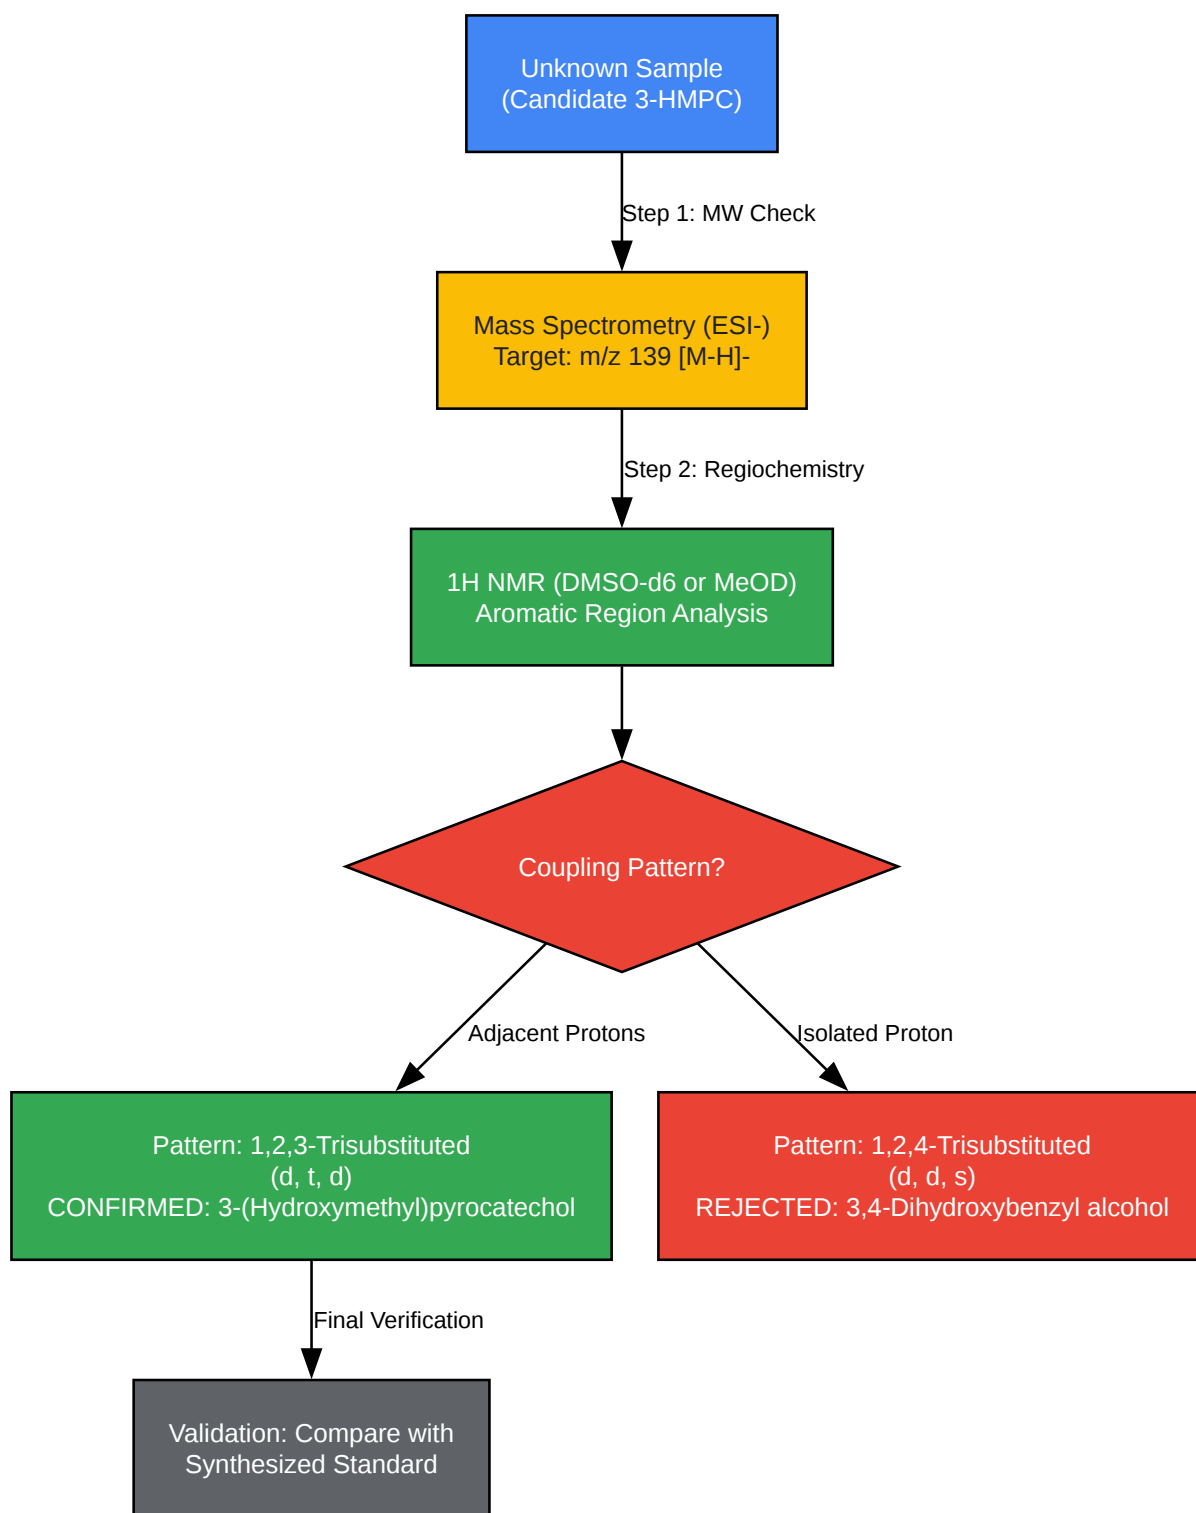 Unknown Sample
(Candidate 3-HMPC)
Step 1: MW Check
Mass Spectrometry (ESI-)
Target: m/z 139 [M-H]-
Step 2: Regiochemistry
1H NMR (DMSO-d6 or MeOD)
Aromatic Region Analysis
Coupling Pattern?
Adjacent Protons
Isolated Proton
Pattern: 1,2,3-Trisubstituted
(d, t, d)
CONFIRMED: 3-(Hydroxymethyl)pyrocatechol
Pattern: 1,2,4-Trisubstituted
(d, d, s)
REJECTED: 3,4-Dihydroxybenzyl alcohol
Final Verification
Validation: Compare with
Synthesized Standard